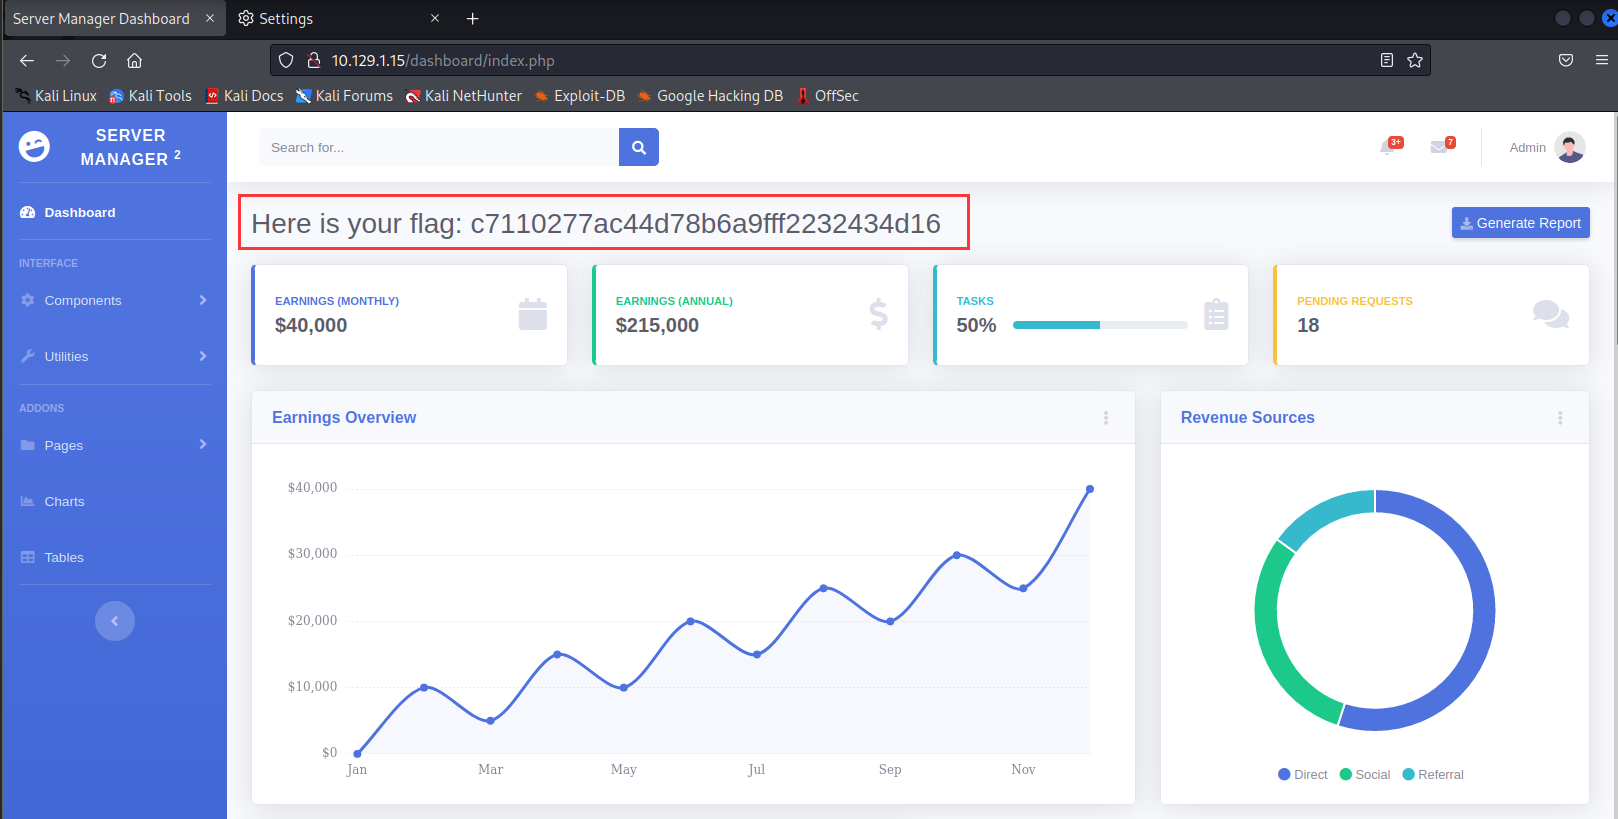 Server Manager Dashboard
Settings
10.129.1.15/dashboard/index.php
Kali Linux Kali Tools Kali Docs Kali Forums Kali NetHunter Exploit-DB Google Hacking DB OffSec
SERVER
MANAGER 2
Search for...
3+
7
Admin
Dashboard
Here is your flag: c7110277ac44d78b6a9fff2232434d16
Generate Report
INTERFACE
Components
Utilities
ADDONS
Pages
Charts
Tables
EARNINGS (MONTHLY)
$40,000
EARNINGS (ANNUAL)
$215,000
TASKS
50%
PENDING REQUESTS
18
Earnings Overview
$40,000
$30,000
$20,000
$10,000
$0
Jan Mar May Jul Sep Nov
Revenue Sources
Direct Social Referral